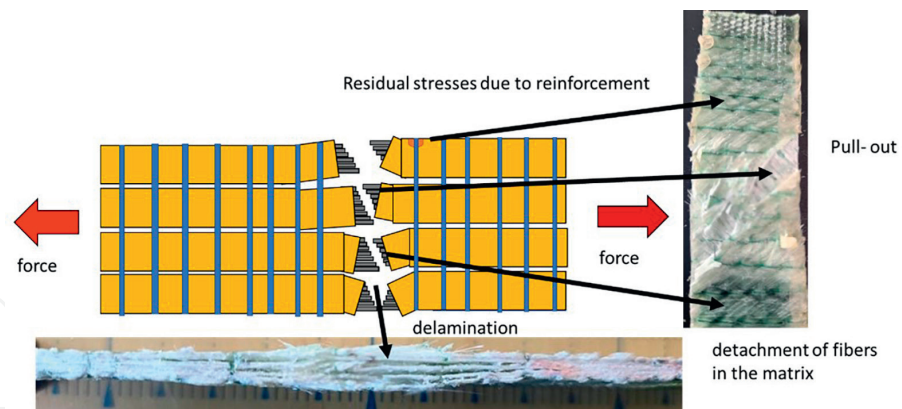 Residual stresses due to reinforcement
Pull- out
force
force
delamination
detachment of fibers
in the matrix